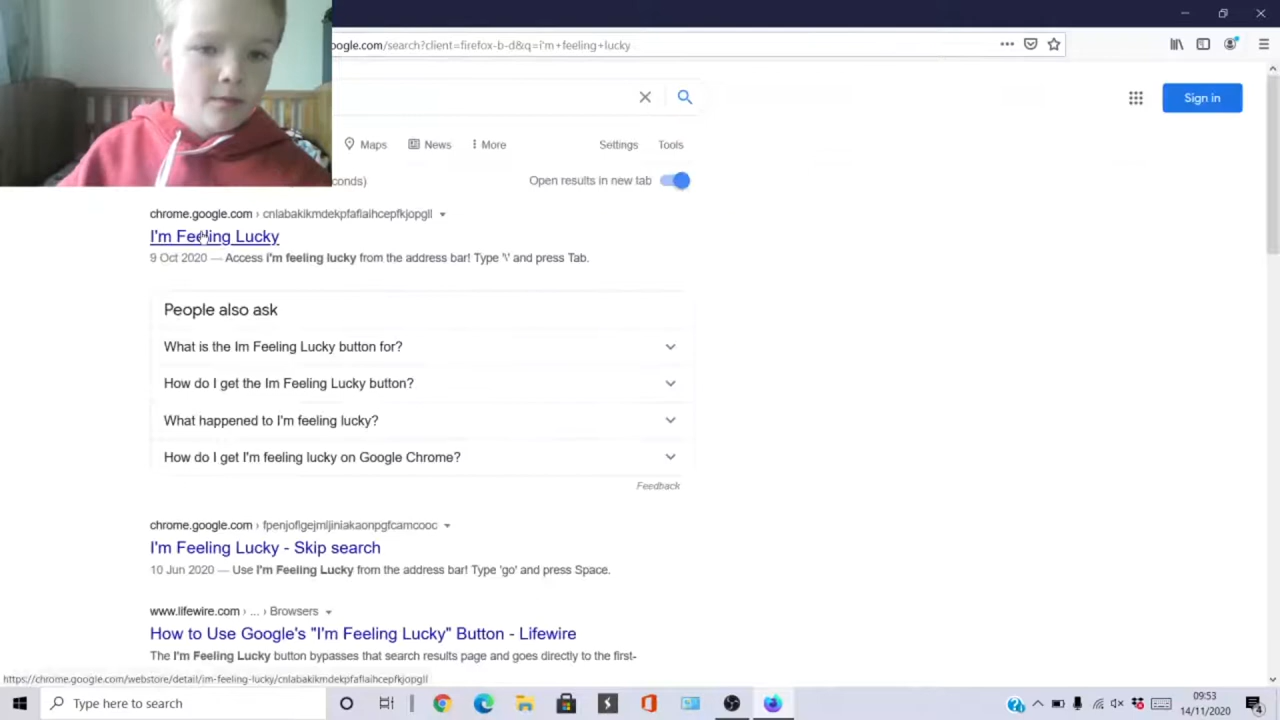 ogle.com/search?client=firefox-b-d&q=i'm+feeling+lucky
Sign in
Maps News More Settings Tools
conds) Open results in new tab
chrome.google.com › cnlabakikmdekpfaflaihcepfkjopgll
I'm Feeling Lucky
9 Oct 2020 — Access i'm feeling lucky from the address bar! Type '\' and press Tab.
People also ask
What is the Im Feeling Lucky button for?
How do I get the Im Feeling Lucky button?
What happened to I'm feeling lucky?
How do I get I'm feeling lucky on Google Chrome?
Feedback
chrome.google.com › fpenjoflgejmljiniakaonpgfcamcooc
I'm Feeling Lucky - Skip search
10 Jun 2020 — Use I'm Feeling Lucky from the address bar! Type 'go' and press Space.
www.lifewire.com › ... › Browsers
How to Use Google's "I'm Feeling Lucky" Button - Lifewire
The I'm Feeling Lucky button bypasses that search results page and goes directly to the first-
https://chrome.google.com/webstore/detail/im-feeling-lucky/cnlabakikmdekpfaflaihcepfkjopgll
Type here to search
09:53
14/11/2020
4